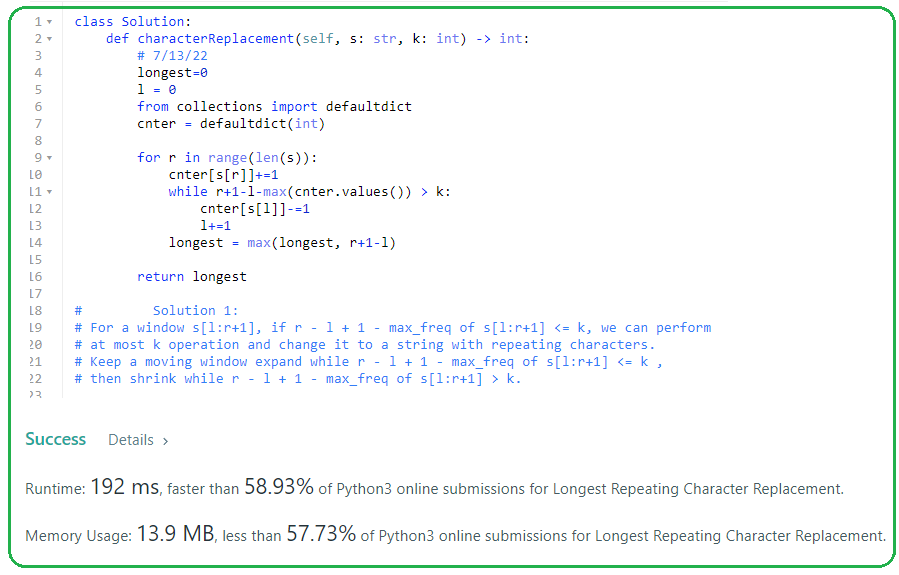 1 class Solution:
2 def characterReplacement(self, s: str, k: int) -> int:
3 # 7/13/22
4 longest=0
5 l = 0
6 from collections import defaultdict
7 cnter = defaultdict(int)
8
9 for r in range(len(s)):
10 cnter[s[r]]+=1
11 while r+1-l-max(cnter.values()) > k:
12 cnter[s[l]]-=1
13 l+=1
14 longest = max(longest, r+1-l)
15
16 return longest
17
18 # Solution 1:
19 # For a window s[l:r+1], if r - l + 1 - max_freq of s[l:r+1] <= k, we can perform
20 # at most k operation and change it to a string with repeating characters.
21 # Keep a moving window expand while r - l + 1 - max_freq of s[l:r+1] <= k ,
22 # then shrink while r - l + 1 - max_freq of s[l:r+1] > k.
23
Success Details >
Runtime: 192 ms, faster than 58.93% of Python3 online submissions for Longest Repeating Character Replacement.
Memory Usage: 13.9 MB, less than 57.73% of Python3 online submissions for Longest Repeating Character Replacement.